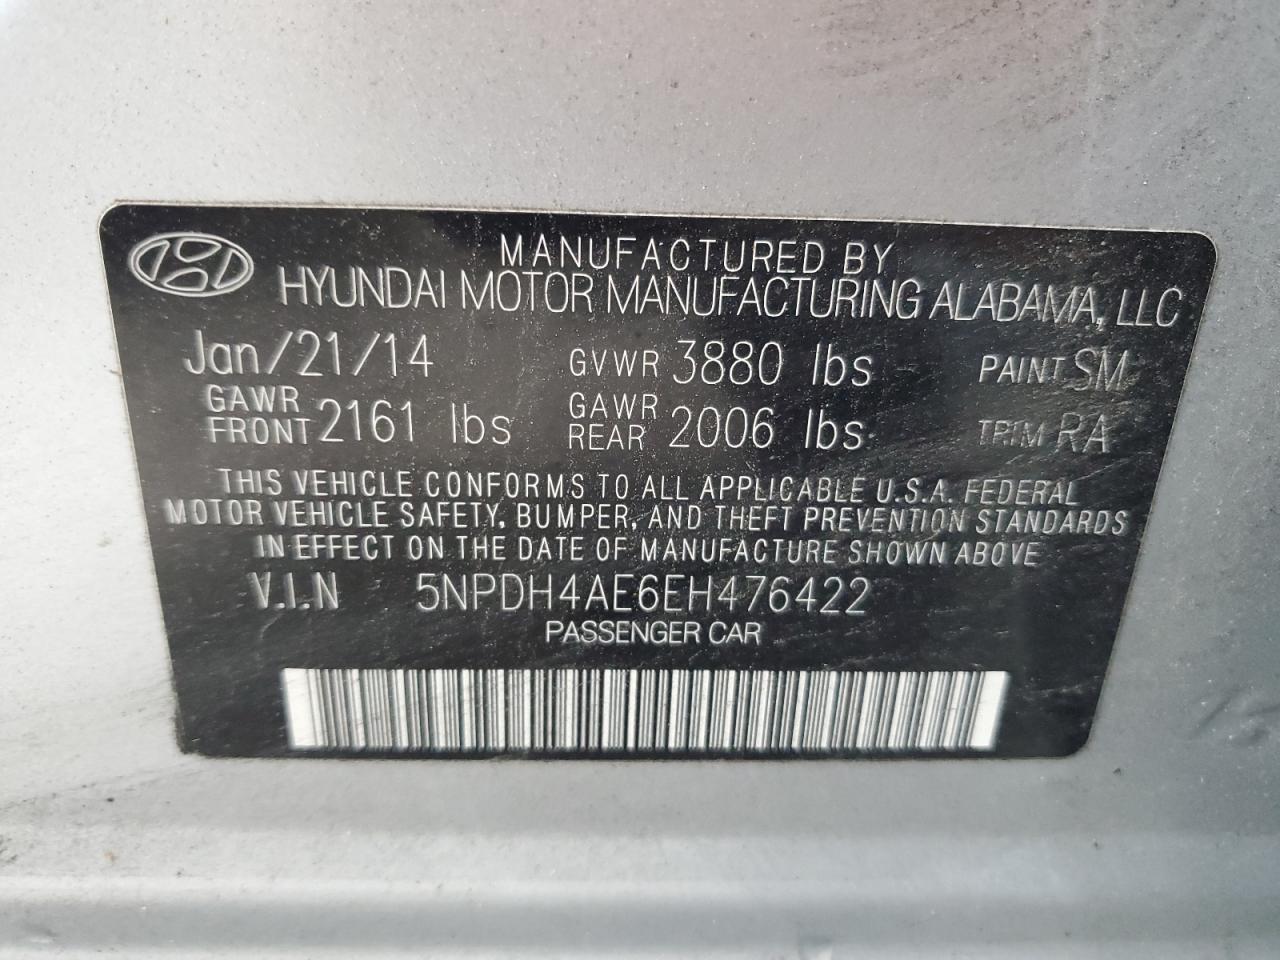 MANUFACTURED BY
HYUNDAI MOTOR MANUFACTURING ALABAMA, LLC
Jan/21/14 GVWR 3880 lbs PAINT SM
GAWR FRONT 2161 lbs GAWR REAR 2006 lbs TRIM RA
THIS VEHICLE CONFORMS TO ALL APPLICABLE U.S.A. FEDERAL
MOTOR VEHICLE SAFETY, BUMPER, AND THEFT PREVENTION STANDARDS
IN EFFECT ON THE DATE OF MANUFACTURE SHOWN ABOVE
V.I.N 5NPDH4AE6EH476422
PASSENGER CAR